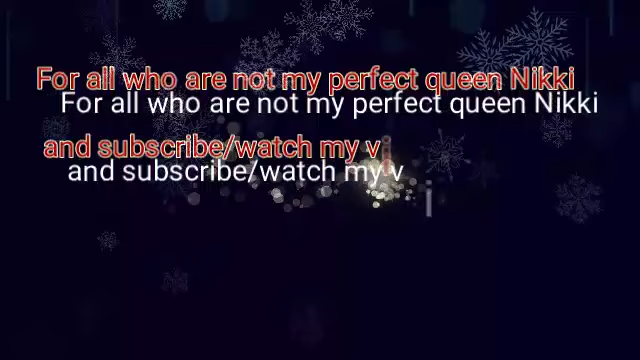 For all who are not my perfect queen Nikki
For all who are not my perfect queen Nikki
and subscribe/watch my v
and subscribe/watch my v
i